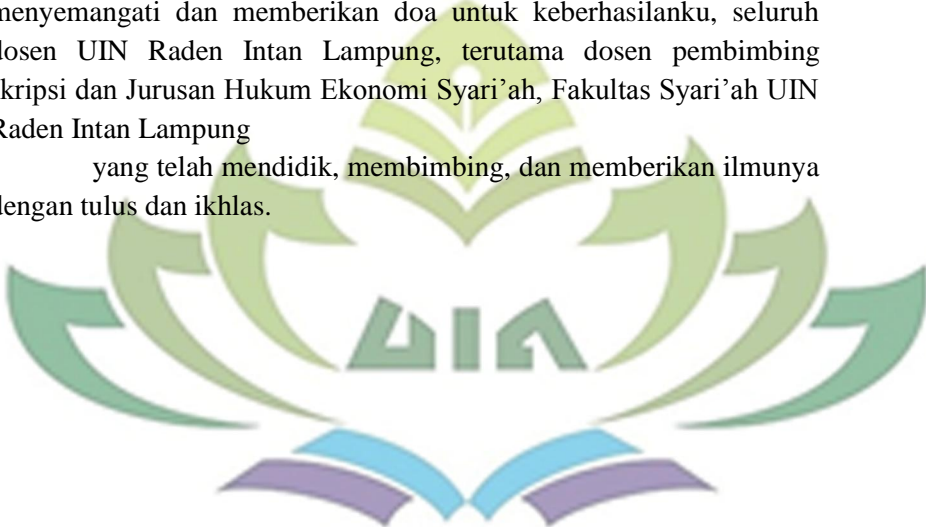 menyemangati dan memberikan doa untuk keberhasilanku, seluruh
dosen UIN Raden Intan Lampung, terutama dosen pembimbing
skripsi dan Jurusan Hukum Ekonomi Syari’ah, Fakultas Syari’ah UIN
Raden Intan Lampung
yang telah mendidik, membimbing, dan memberikan ilmunya
dengan tulus dan ikhlas.
UIN